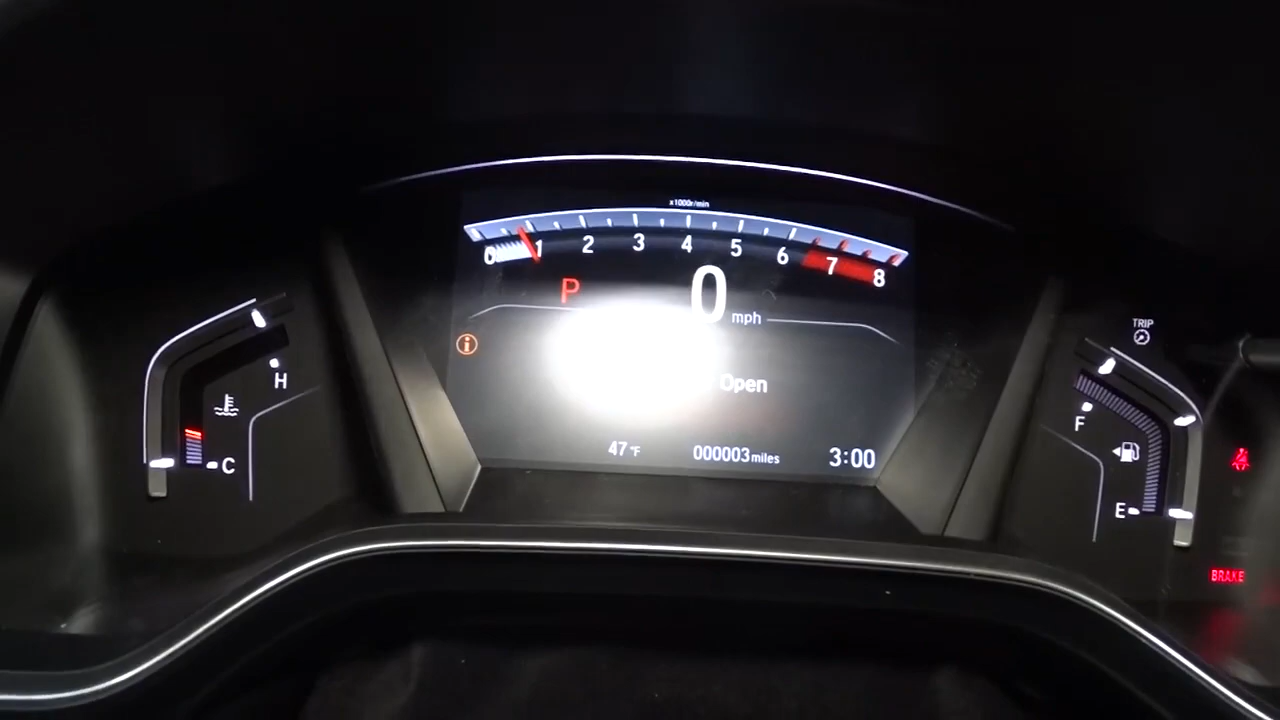 x1000r/min
0 1 2 3 4 5 6 7 8
P
0 mph
Open
47 °F
000003 miles
3:00
H
C
TRIP
F
E
BRAKE